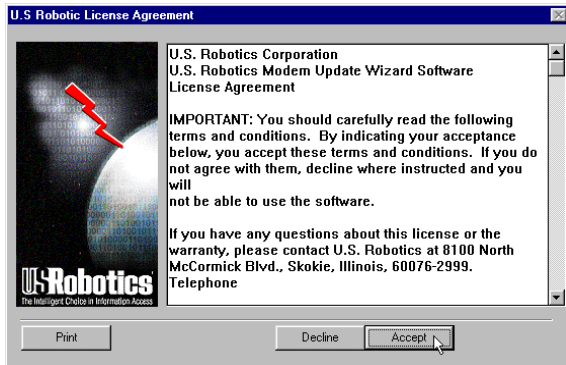 U.S Robotic License Agreement
U.S. Robotics Corporation
U.S. Robotics Modem Update Wizard Software
License Agreement
IMPORTANT: You should carefully read the following
terms and conditions. By indicating your acceptance
below, you accept these terms and conditions. If you do
not agree with them, decline where instructed and you
will
not be able to use the software.
If you have any questions about this license or the
warranty, please contact U.S. Robotics at 8100 North
McCormick Blvd., Skokie, Illinois, 60076-2999.
Telephone
USRobotics
The Intelligent Choice in Information Access
Print
Decline
Accept